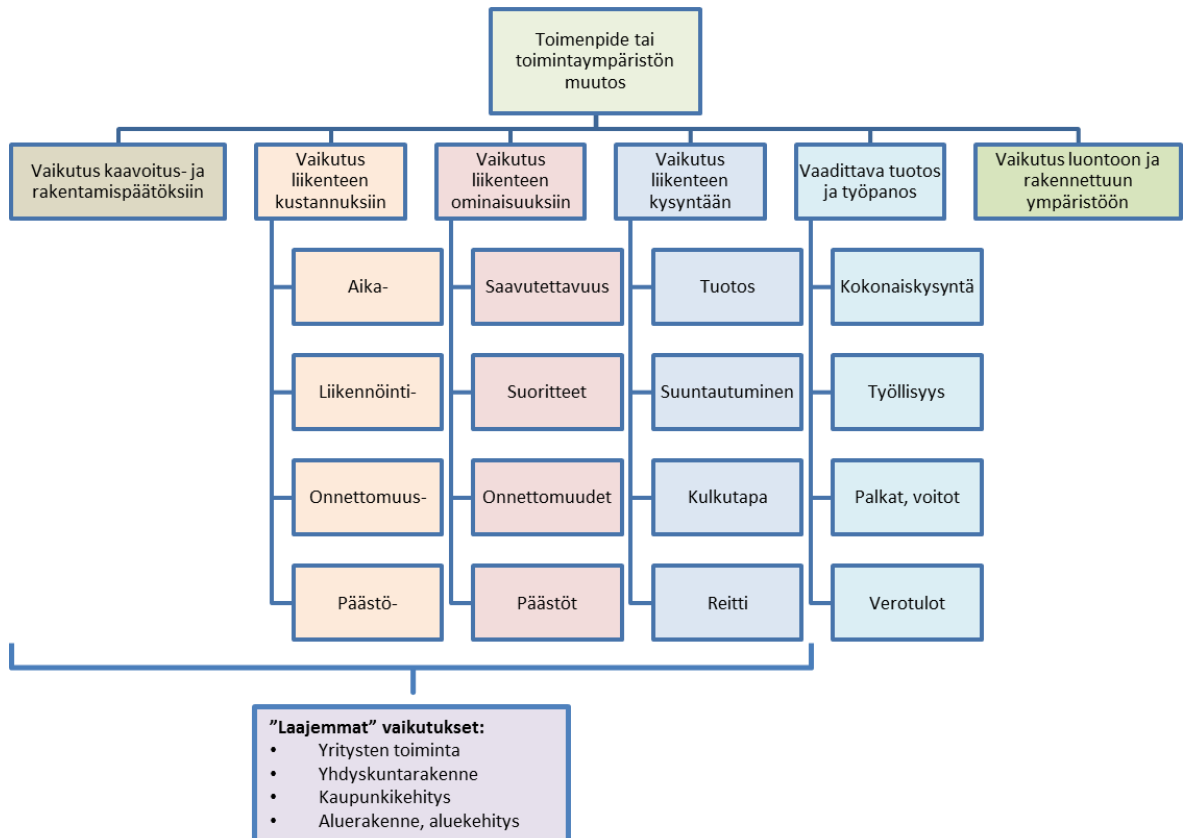 Toimenpide tai
toimintaympäristön
muutos
Vaikutus kaavoitus- ja
rakentamispäätöksiin
Vaikutus
liikenteen
kustannuksiin
Vaikutus
liikenteen
ominaisuuksiin
Vaikutus
liikenteen
kysyntään
Vaadittava tuotos
ja työpanos
Vaikutus luontoon ja
rakennettuun
ympäristöön
Aika-
Saavutettavuus
Tuotos
Kokonaiskysyntä
Liikennöinti-
Suoritteet
Suuntautuminen
Työllisyys
Onnettomuus-
Onnettomuudet
Kulkutapa
Palkat, voitot
Päästö-
Päästöt
Reitti
Verotulot
”Laajemmat” vaikutukset:
• Yritysten toiminta
• Yhdyskuntarakenne
• Kaupunkikehitys
• Aluerakenne, aluekehitys